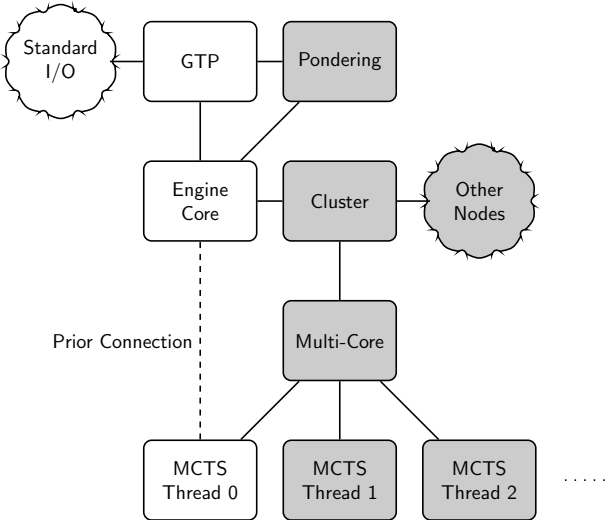 Standard
I/O
GTP
Pondering
Engine
Core
Cluster
Other
Nodes
Prior Connection
Multi-Core
MCTS
Thread 0
MCTS
Thread 1
MCTS
Thread 2
.....